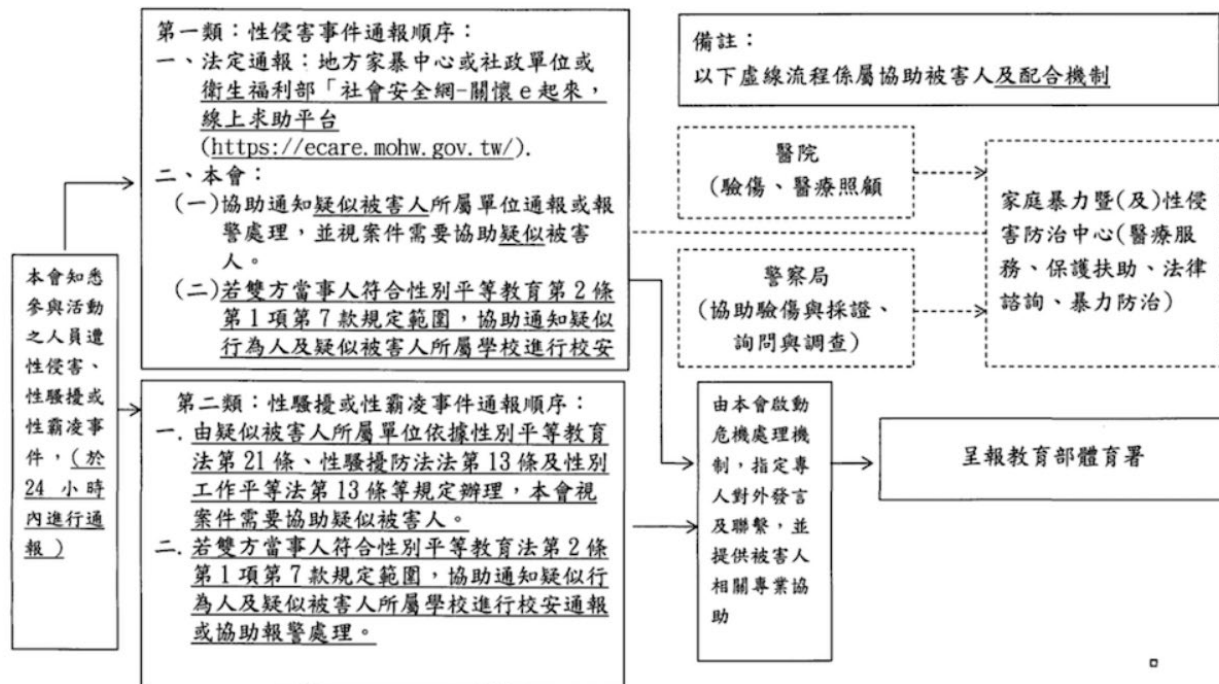 本會知悉
參與活動
之人員遭
性侵害、
性騷擾或
性霸凌事
件，(於
24 小時
內進行通
報)
第一類：性侵害事件通報順序：
一、法定通報：地方家暴中心或社政單位或
衛生福利部「社會安全網-關懷 e 起來，
線上求助平台
(https://ecare.mohw.gov.tw/).
二、本會：
(一)協助通知疑似被害人所屬單位通報或報
警處理，並視案件需要協助疑似被害
人。
(二)若雙方當事人符合性別平等教育第 2 條
第 1 項第 7 款規定範圍，協助通知疑似
行為人及疑似被害人所屬學校進行校安
第二類：性騷擾或性霸凌事件通報順序：
一. 由疑似被害人所屬單位依據性別平等教育
法第 21 條、性騷擾防法法第 13 條及性別
工作平等法第 13 條等規定辦理，本會視
案件需要協助疑似被害人。
二. 若雙方當事人符合性別平等教育法第 2 條
第 1 項第 7 款規定範圍，協助通知疑似行
為人及疑似被害人所屬學校進行校安通報
或協助報警處理。
備註：
以下虛線流程係屬協助被害人及配合機制
醫院
(驗傷、醫療照顧
警察局
(協助驗傷與採證、
詢問與調查)
家庭暴力暨(及)性侵
害防治中心(醫療服
務、保護扶助、法律
諮詢、暴力防治)
由本會啟動
危機處理機
制，指定專
人對外發言
及聯繫，並
提供被害人
相關專業協
助
呈報教育部體育署